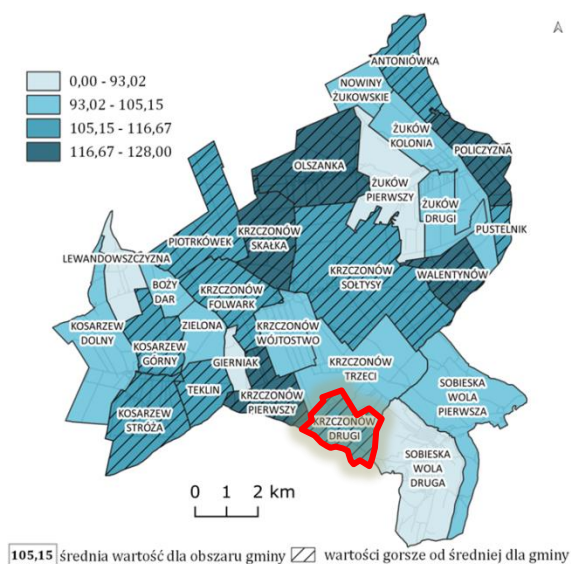 0,00 - 93,02
93,02 - 105,15
105,15 - 116,67
116,67 - 128,00
A
ANTONIÓWKA
NOWINY
ŻUKOWSKIE
ŻUKÓW
KOLONIA
POLICZYZNA
OLSZANKA
ŻUKÓW
PIERWSZY
ŻUKÓW
DRUGI
PUSTELNIK
PIOTRKÓWEK
KRZCZONÓW
SKAŁKA
LEWANDOWSZCZYZNA
KRZCZONÓW
SOŁTYSY
WALENTYNÓW
BOŻY
DAR
KRZCZONÓW
FOLWARK
KOSARZEW
DOLNY
ZIELONA
KRZCZONÓW
WÓJTOSTWO
KOSARZEW
GÓRNY
GIERNIAK
KRZCZONÓW
TRZECI
TEKLIN
KRZCZONÓW
PIERWSZY
SOBIESKA
WOLA
PIERWSZA
KOSARZEW
STRÓŻA
KRZCZONÓW
DRUGI
SOBIESKA
WOLA
DRUGA
0 1 2 km
105,15 średnia wartość dla obszaru gminy wartości gorsze od średniej dla gminy